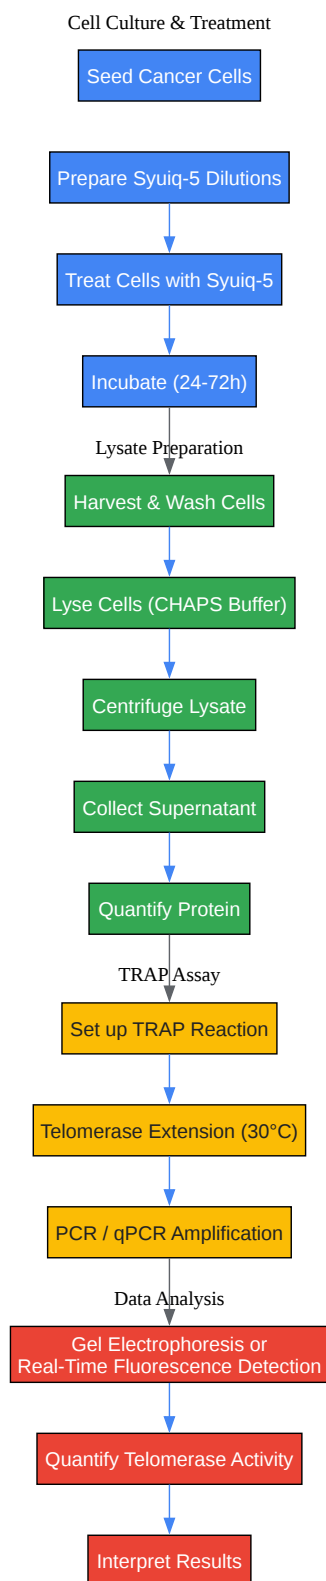 Cell Culture & Treatment
Seed Cancer Cells
Prepare Syuiq-5 Dilutions
Treat Cells with Syuiq-5
Incubate (24-72h)
Lysate Preparation
Harvest & Wash Cells
Lyse Cells (CHAPS Buffer)
Centrifuge Lysate
Collect Supernatant
Quantify Protein
TRAP Assay
Set up TRAP Reaction
Telomerase Extension (30°C)
PCR / qPCR Amplification
Data Analysis
Gel Electrophoresis or
Real-Time Fluorescence Detection
Quantify Telomerase Activity
Interpret Results